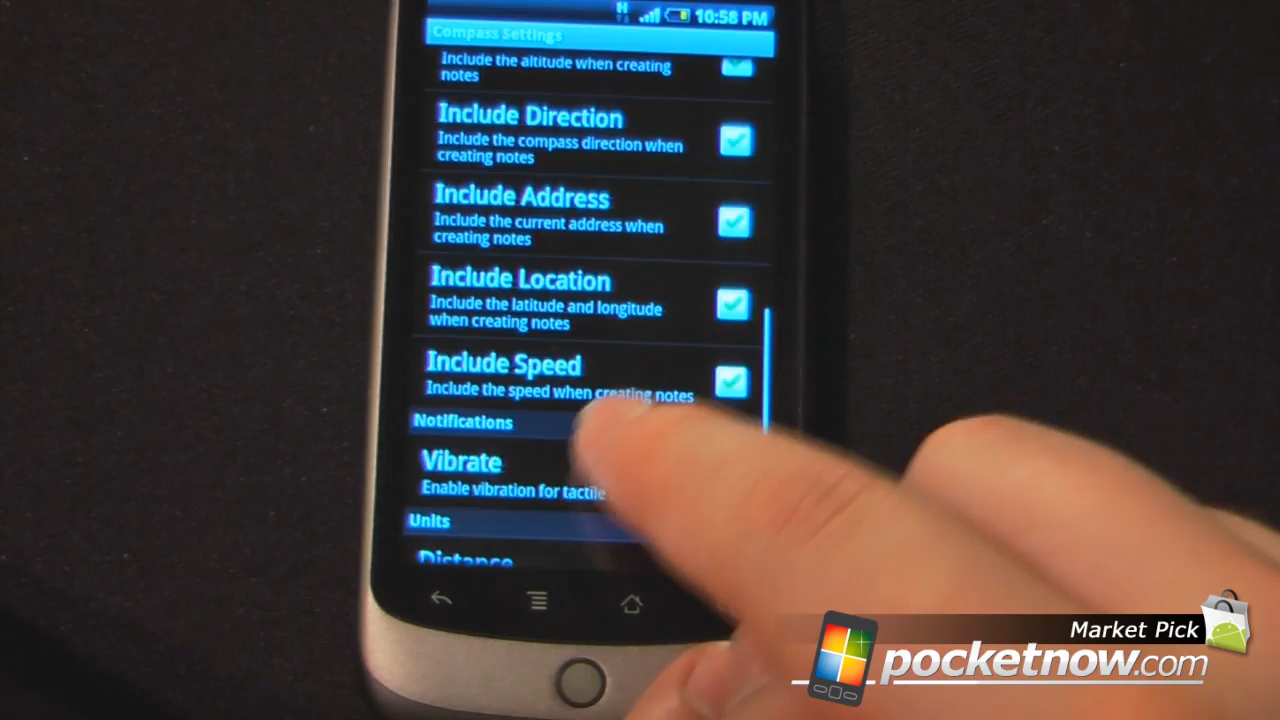 H 10:58 PM
Compass Settings
Include the altitude when creating
notes
Include Direction
Include the compass direction when
creating notes
Include Address
Include the current address when
creating notes
Include Location
Include the latitude and longitude
when creating notes
Include Speed
Include the speed when creating notes
Notifications
Vibrate
Enable vibration for tactile
Units
Distance
Market Pick
pocketnow.com